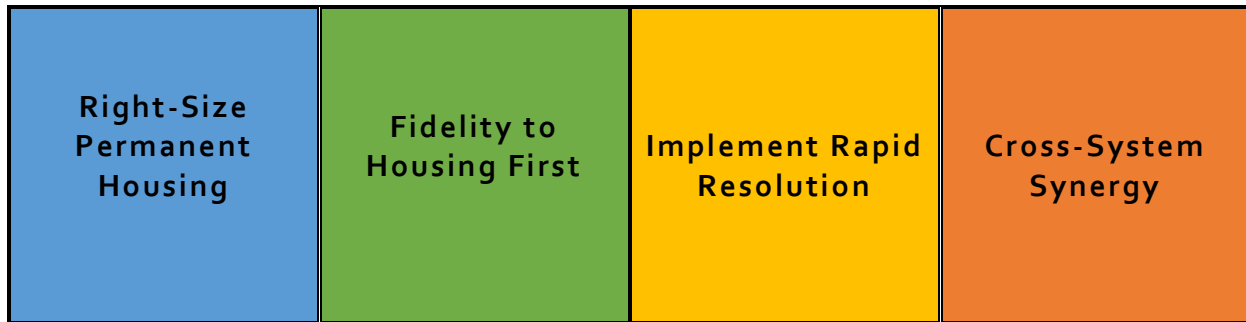 Right-Size
Permanent
Housing
Fidelity to
Housing First
Implement Rapid
Resolution
Cross-System
Synergy